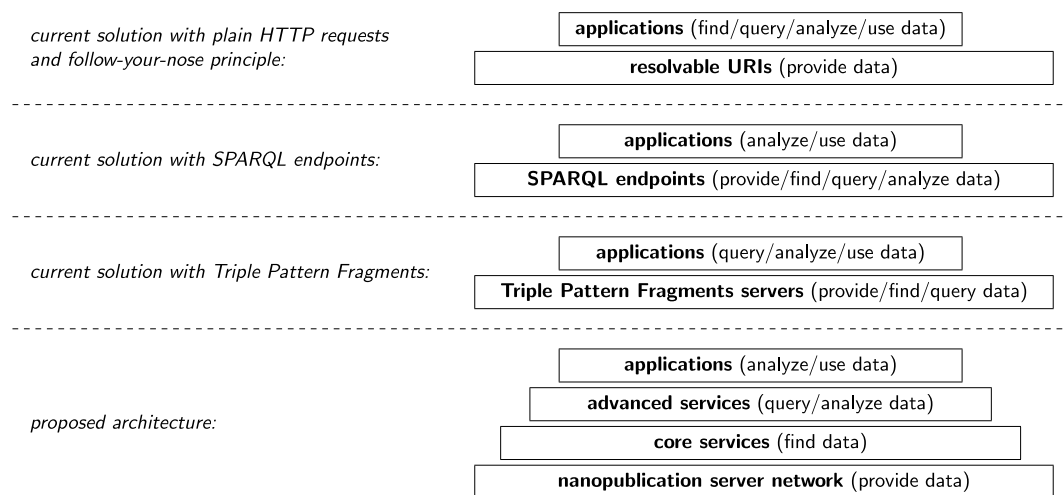 current solution with plain HTTP requests
and follow-your-nose principle:
applications (find/query/analyze/use data)
resolvable URIs (provide data)
current solution with SPARQL endpoints:
applications (analyze/use data)
SPARQL endpoints (provide/find/query/analyze data)
current solution with Triple Pattern Fragments:
applications (query/analyze/use data)
Triple Pattern Fragments servers (provide/find/query data)
proposed architecture:
applications (analyze/use data)
advanced services (query/analyze data)
core services (find data)
nanopublication server network (provide data)